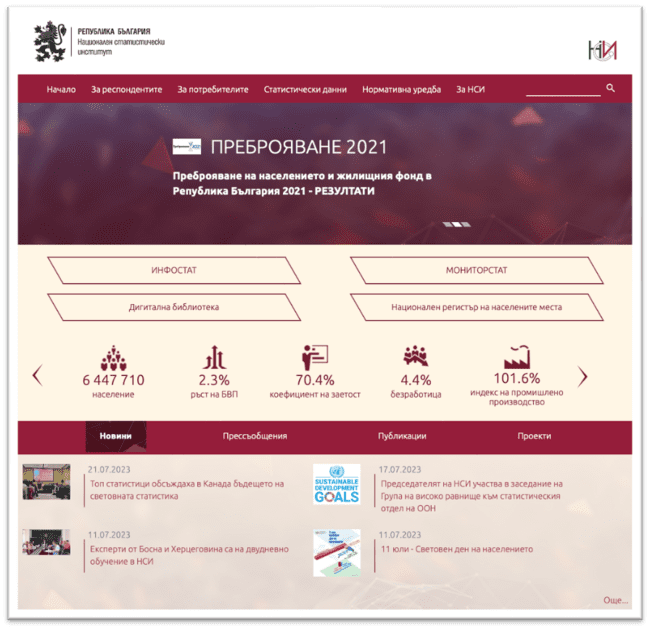 РЕПУБЛИКА БЪЛГАРИЯ
Национален статистически
институт
НСИ
Начало За респондентите За потребителите Статистически данни Нормативна уредба За НСИ
ПРЕБРОЯВАНЕ 2021
Преброяване на населението и жилищния фонд в
Република България 2021 - РЕЗУЛТАТИ
ИНФОСТАТ МОНИТОРСТАТ
Дигитална библиотека Национален регистър на населените места
6 447 710 2.3% 70.4% 4.4% 101.6%
население ръст на БВП коефициент на заетост безработица индекс на промишлено
производство
Новини Прессъобщения Публикации Проекти
21.07.2023
Топ статистици обсъждаха в Канада бъдещето на
световната статистика
SUSTAINABLE
DEVELOPMENT
GOALS
17.07.2023
Председателят на НСИ участва в заседание на
Група на високо равнище към статистическия
отдел на ООН
11.07.2023
Експерти от Босна и Херцеговина са на двудневно
обучение в НСИ
11.07.2023
11 юли - Световен ден на населението
Още...